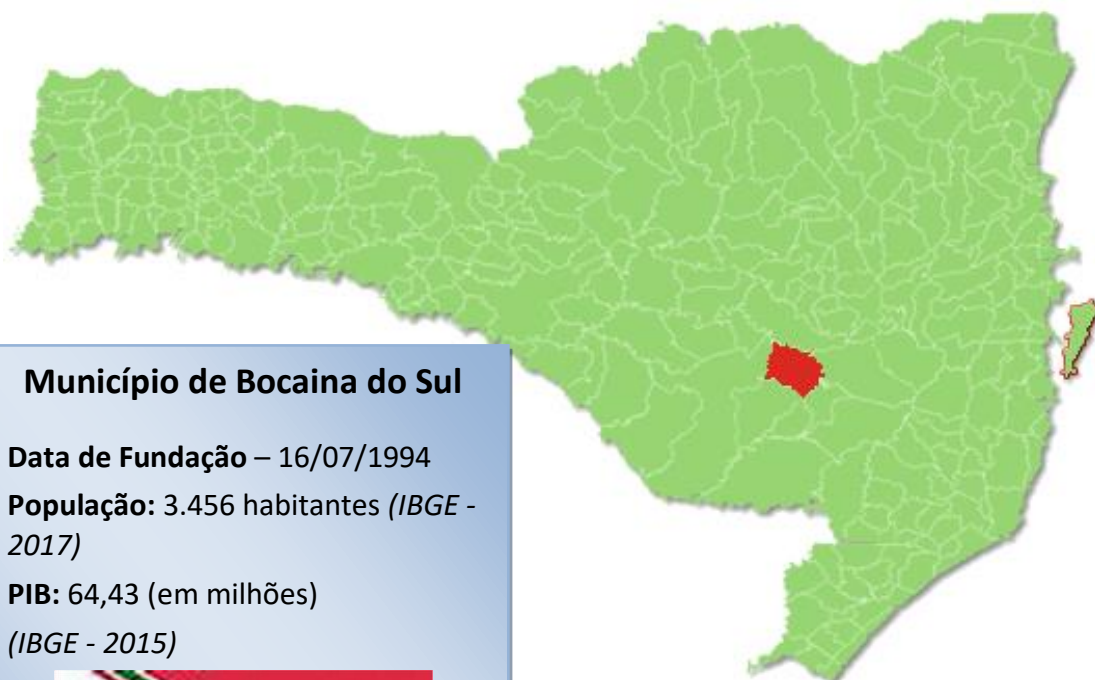 Município de Bocaina do Sul
Data de Fundação – 16/07/1994
População: 3.456 habitantes (IBGE -
2017)
PIB: 64,43 (em milhões)
(IBGE - 2015)